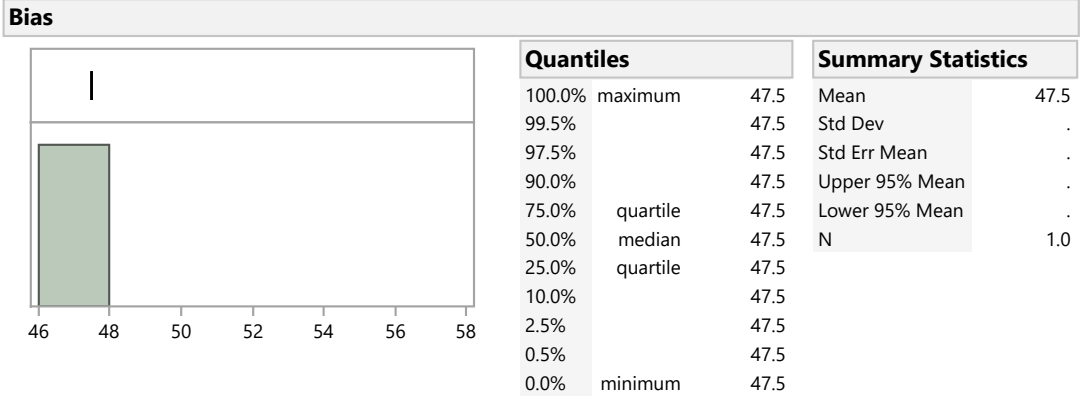 Bias
46 48 50 52 54 56 58
Quantiles
100.0% maximum 47.5
99.5% 47.5
97.5% 47.5
90.0% 47.5
75.0% quartile 47.5
50.0% median 47.5
25.0% quartile 47.5
10.0% 47.5
2.5% 47.5
0.5% 47.5
0.0% minimum 47.5
Summary Statistics
Mean 47.5
Std Dev .
Std Err Mean .
Upper 95% Mean .
Lower 95% Mean .
N 1.0